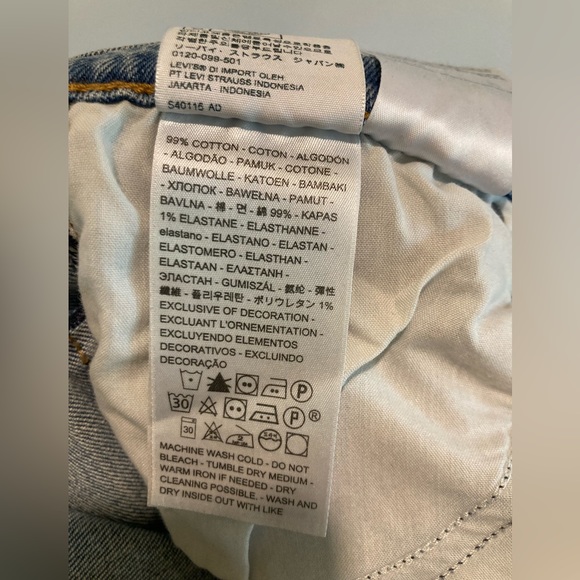 リーバイ・ストラウス ジャパン㈱
0120-099-501
LEVI'S® DI IMPORT OLEH
PT LEVI STRAUSS INDONESIA
JAKARTA - INDONESIA
S40115 AD
99% COTTON - COTON - ALGODÓN
- ALGODÃO - PAMUK - COTONE -
BAUMWOLLE - KATOEN - BAMBAKI
- ХЛОПОК - BAWEŁNA - PAMUT -
BAVLNA - 棉 - 면 - 綿 99% - KAPAS
1% ELASTANE - ELASTHANNE -
elastano - ELASTANO - ELASTAN -
ELASTOMERO - ELASTHAN -
ELASTAAN - ΕΛΑΣΤΑΝΗ -
ЭЛАСТАН - GUMISZÁL - 氨纶 - 彈性
纖維 - 폴리우레탄 - ポリウレタン 1%
EXCLUSIVE OF DECORATION -
EXCLUANT L'ORNEMENTATION -
EXCLUYENDO ELEMENTOS
DECORATIVOS - EXCLUINDO
DECORAÇÃO
P
30 P ®
30
MACHINE WASH COLD - DO NOT
BLEACH - TUMBLE DRY MEDIUM -
WARM IRON IF NEEDED - DRY
CLEANING POSSIBLE. - WASH AND
DRY INSIDE OUT WITH LIKE